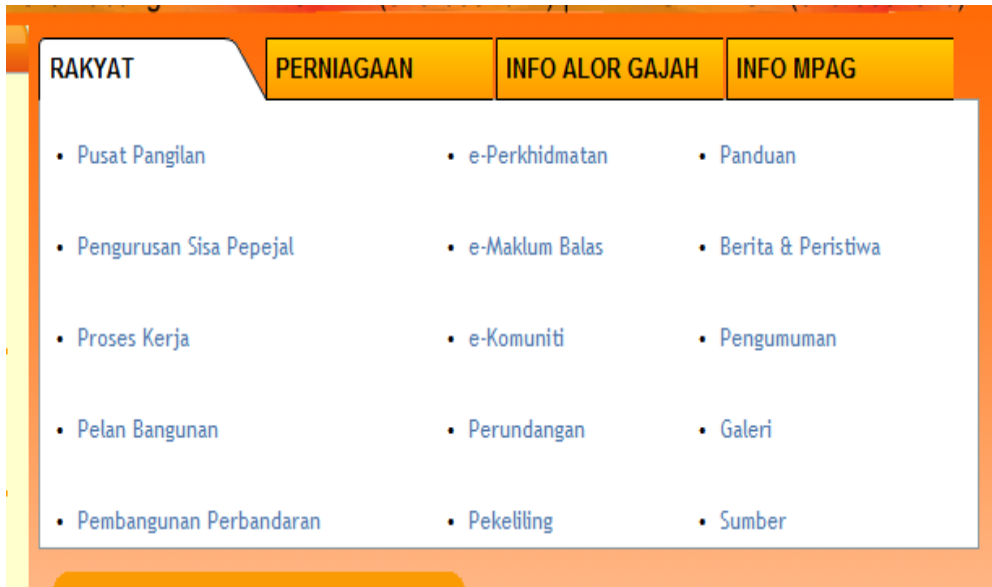 RAKYAT PERNIAGAAN INFO ALOR GAJAH INFO MPAG
• Pusat Pangilan • e-Perkhidmatan • Panduan
• Pengurusan Sisa Pepejal • e-Maklum Balas • Berita & Peristiwa
• Proses Kerja • e-Komuniti • Pengumuman
• Pelan Bangunan • Perundangan • Galeri
• Pembangunan Perbandaran • Pekeliling • Sumber